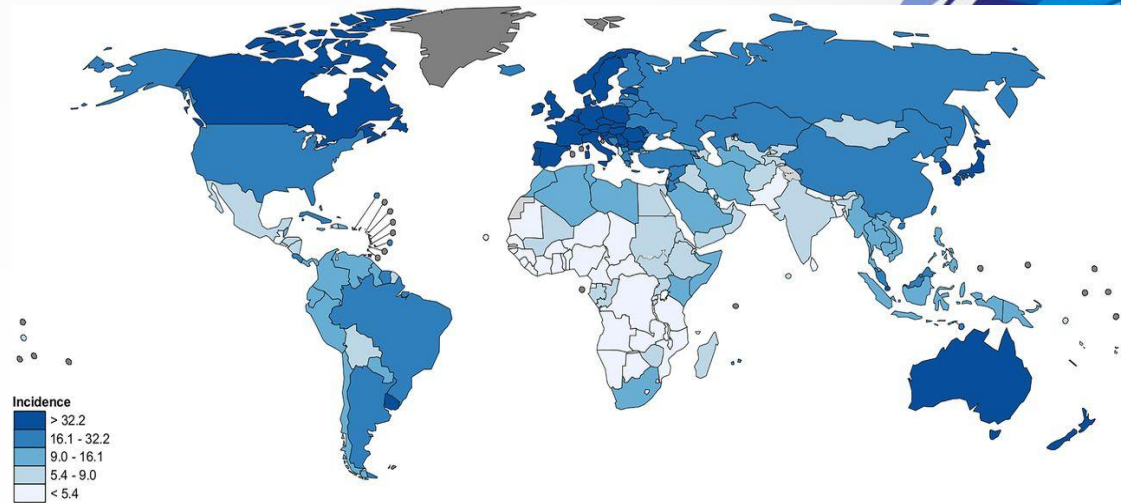 Incidence
> 32.2
16.1 - 32.2
9.0 - 16.1
5.4 - 9.0
< 5.4